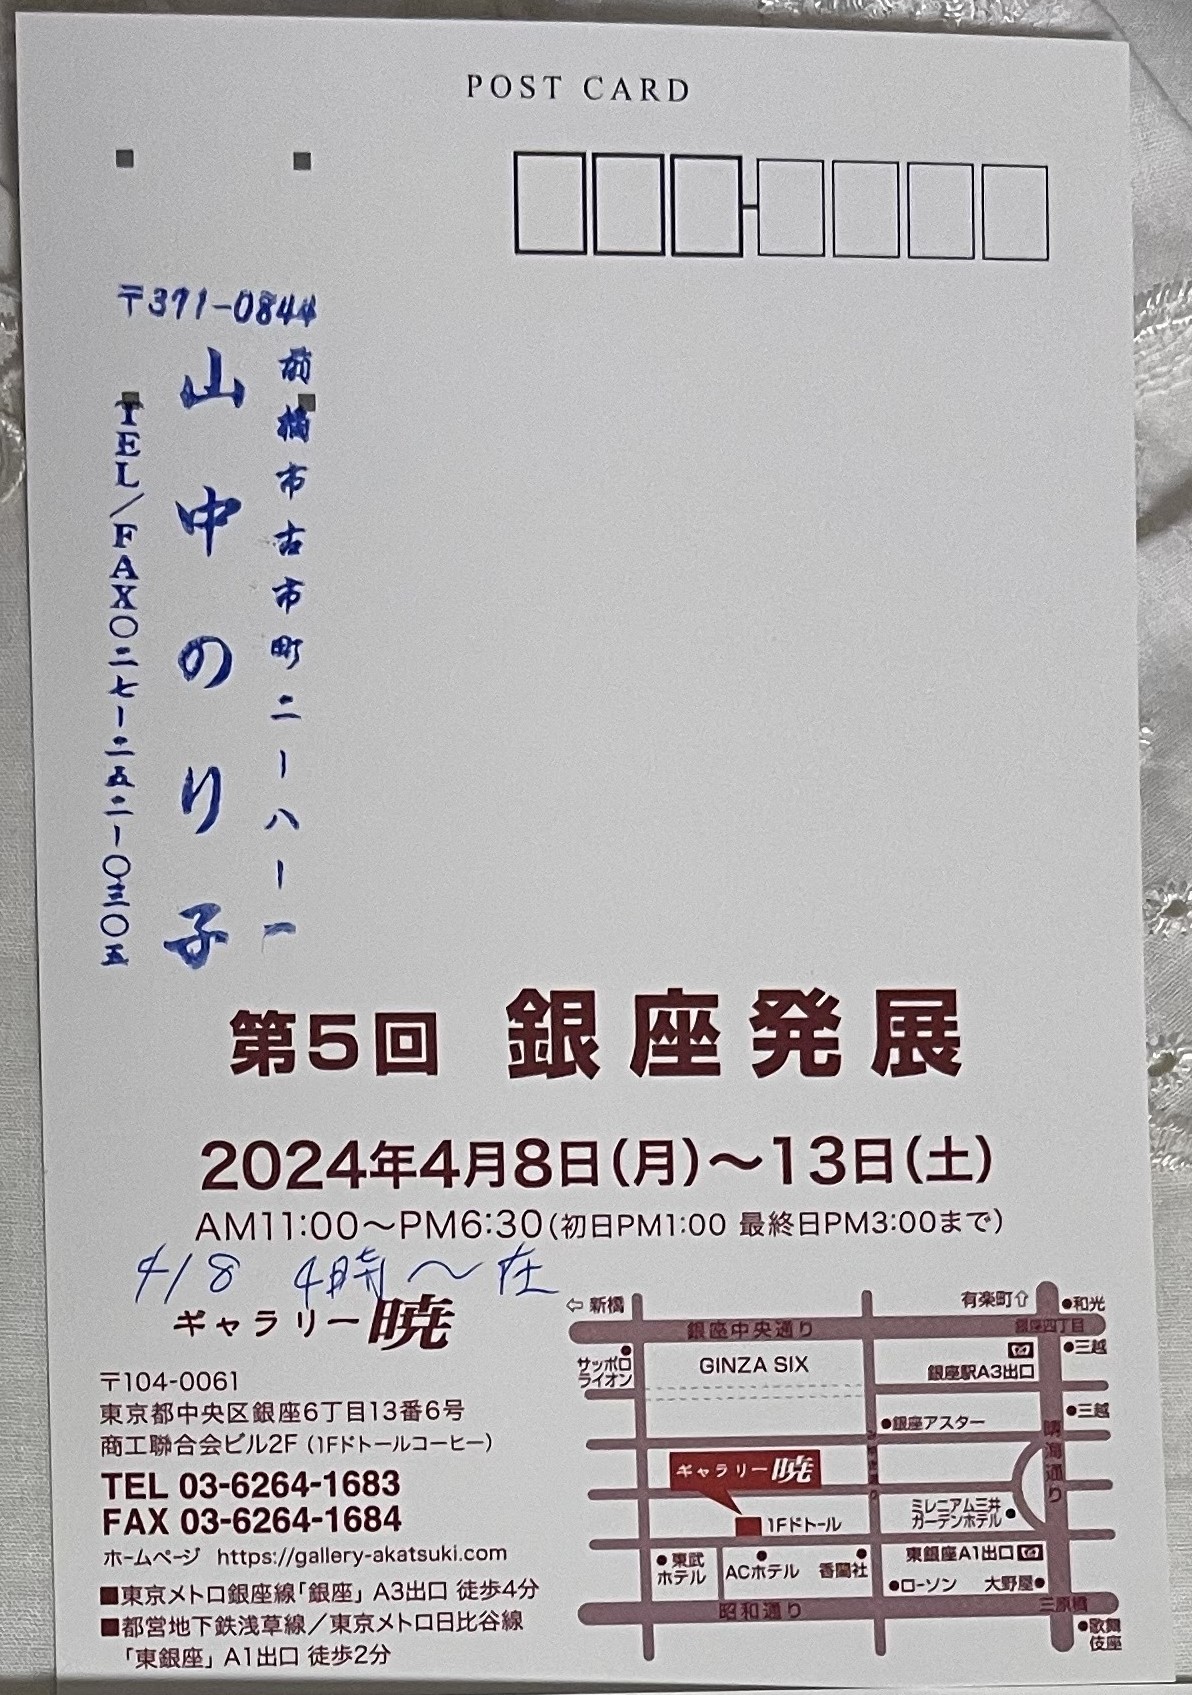 POST CARD
〒371-0844
前橋市古市町二ー八ー一
山中のり子
TEL/FAX〇二七ー二五二ー〇三〇五
第5回 銀座発展
2024年4月8日(月)〜13日(土)
AM11:00〜PM6:30(初日PM1:00 最終日PM3:00まで)
4/8 4時〜在
ギャラリー暁
〒104-0061
東京都中央区銀座6丁目13番6号
商工聯合会ビル2F (1Fドトールコーヒー)
TEL 03-6264-1683
FAX 03-6264-1684
ホームページ https://gallery-akatsuki.com
■東京メトロ銀座線「銀座」A3出口 徒歩4分
■都営地下鉄浅草線/東京メトロ日比谷線
「東銀座」A1出口 徒歩2分
⇦新橋
有楽町⇧
●和光
銀座中央通り
銀座四丁目
サッポロ
ライオン
GINZA SIX
●三越
銀座駅A3出口
●銀座アスター
●三越
晴海通り
ギャラリー暁
1Fドトール
ミレニアム三井
ガーデンホテル
●東武
ホテル
ACホテル
香蘭社
東銀座A1出口
●ローソン
大野屋●
昭和通り
三原橋
●歌舞
伎座